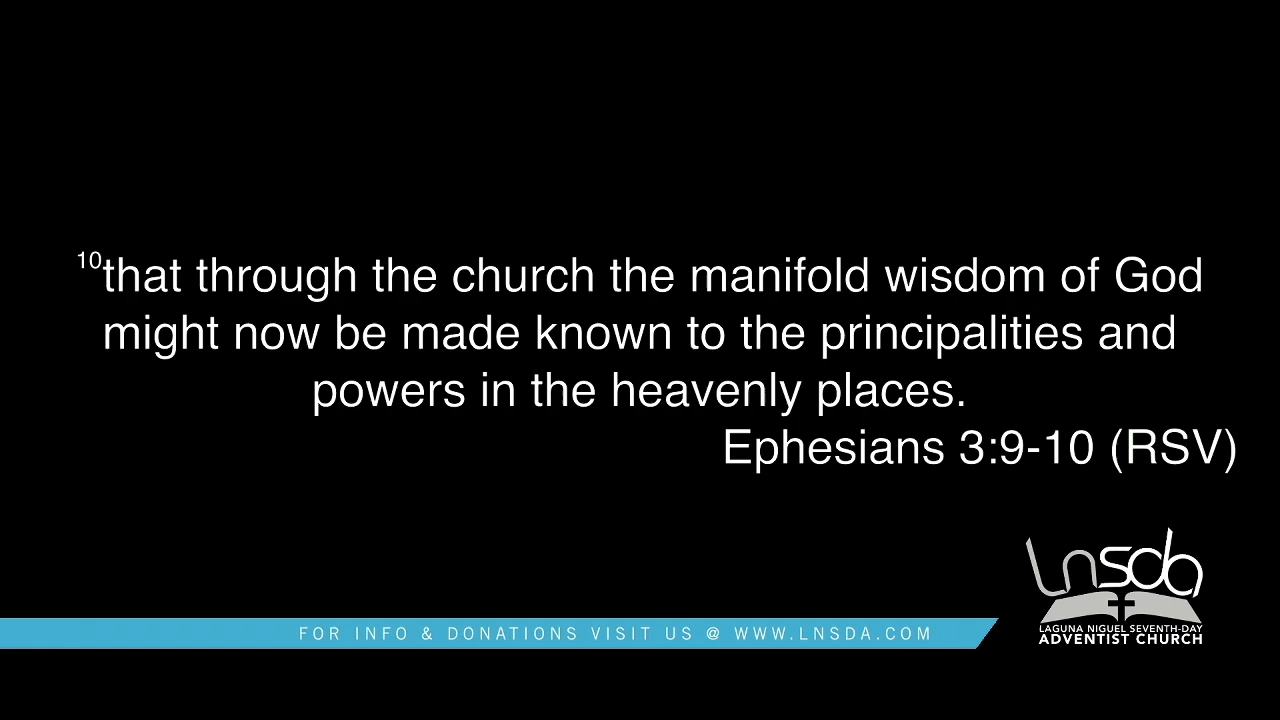 10that through the church the manifold wisdom of God
might now be made known to the principalities and
powers in the heavenly places.
Ephesians 3:9-10 (RSV)
FOR INFO & DONATIONS VISIT US @ WWW.LNSDA.COM
Lnsda
LAGUNA NIGUEL SEVENTH-DAY
ADVENTIST CHURCH